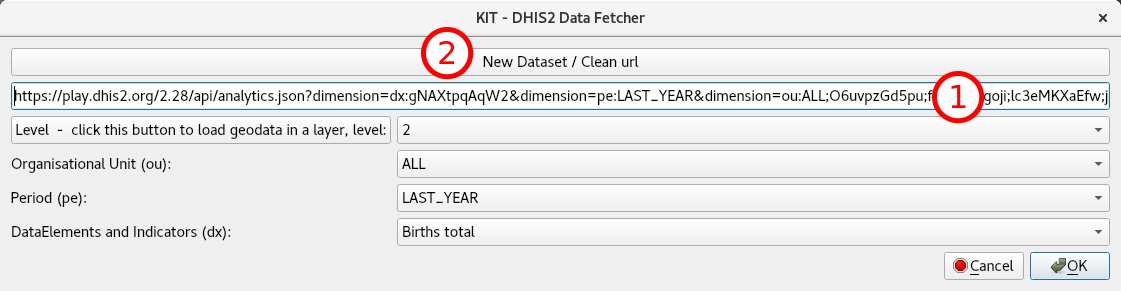 KIT - DHIS2 Data Fetcher
2
New Dataset / Clean url
https://play.dhis2.org/2.28/api/analytics.json?dimension=dx:gNAXtpqAqW2&dimension=pe:LAST_YEAR&dimension=ou:ALL;O6uvpzGd5pu;f goji;lc3eMKXaEfw;j
1
Level - click this button to load geodata in a layer, level: 2
Organisational Unit (ou): ALL
Period (pe): LAST_YEAR
DataElements and Indicators (dx): Births total
Cancel OK